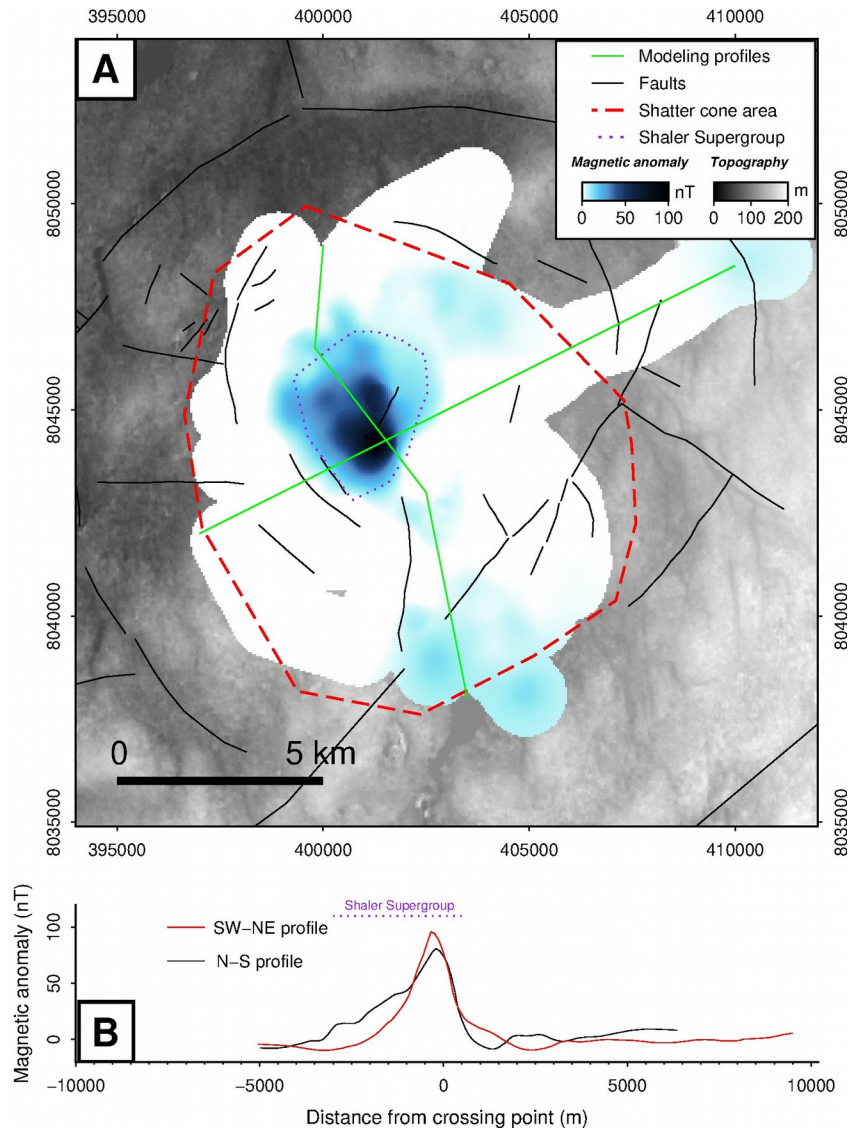 395000 400000 405000 410000
A
Modeling profiles
Faults
Shatter cone area
Shaler Supergroup
Magnetic anomaly Topography
nT m
0 50 100 0 100 200
8050000 8050000
8045000 8045000
8040000 8040000
8035000 8035000
0 5 km
395000 400000 405000 410000
Shaler Supergroup
SW−NE profile
N−S profile
100
50
0
Magnetic anomaly (nT)
B
−10000 −5000 0 5000 10000
Distance from crossing point (m)